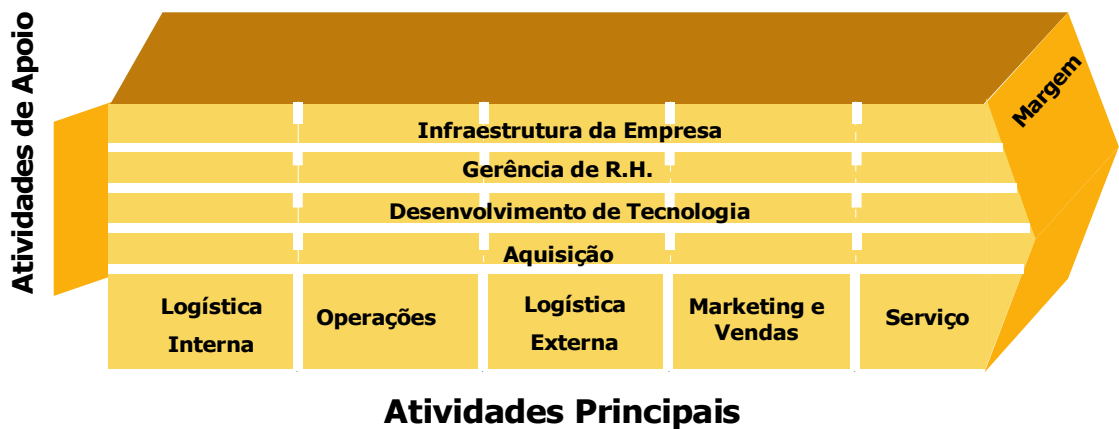 Atividades de Apoio
Margem
Infraestrutura da Empresa
Gerência de R.H.
Desenvolvimento de Tecnologia
Aquisição
Logística
Interna
Operações
Logística
Externa
Marketing e
Vendas
Serviço
Atividades Principais